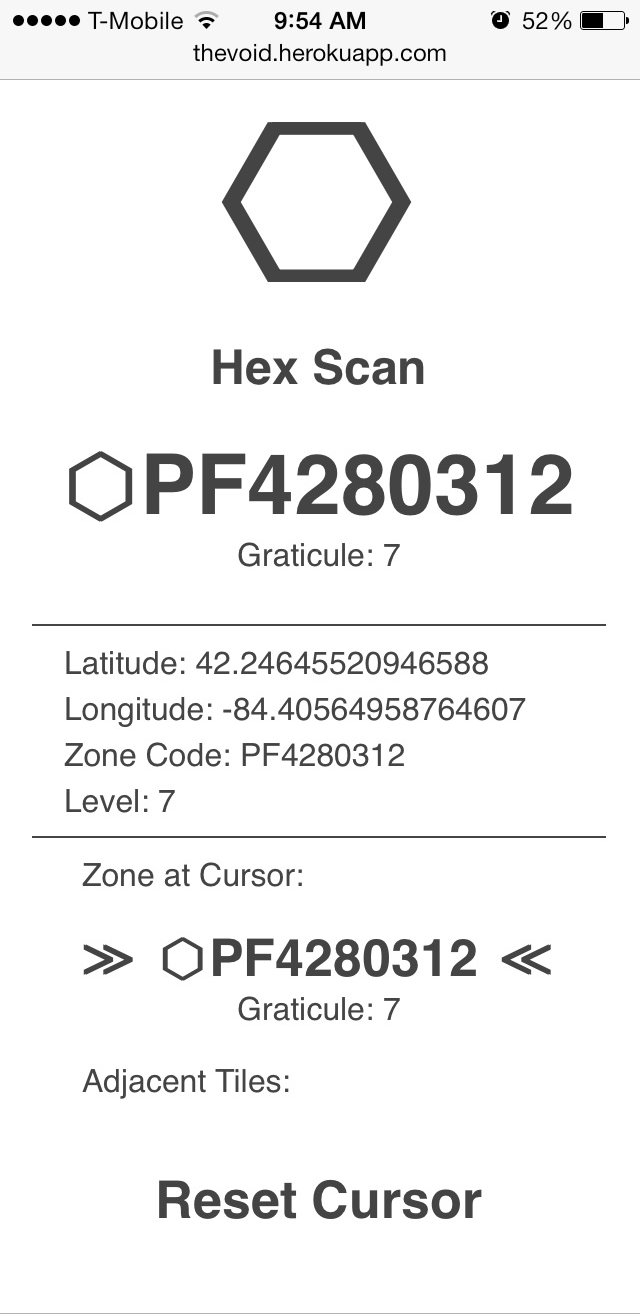 T-Mobile 9:54 AM 52%
thevoid.herokuapp.com
Hex Scan
⬡PF4280312
Graticule: 7
Latitude: 42.24645520946588
Longitude: -84.40564958764607
Zone Code: PF4280312
Level: 7
Zone at Cursor:
≫ ⬡PF4280312 ≪
Graticule: 7
Adjacent Tiles:
Reset Cursor